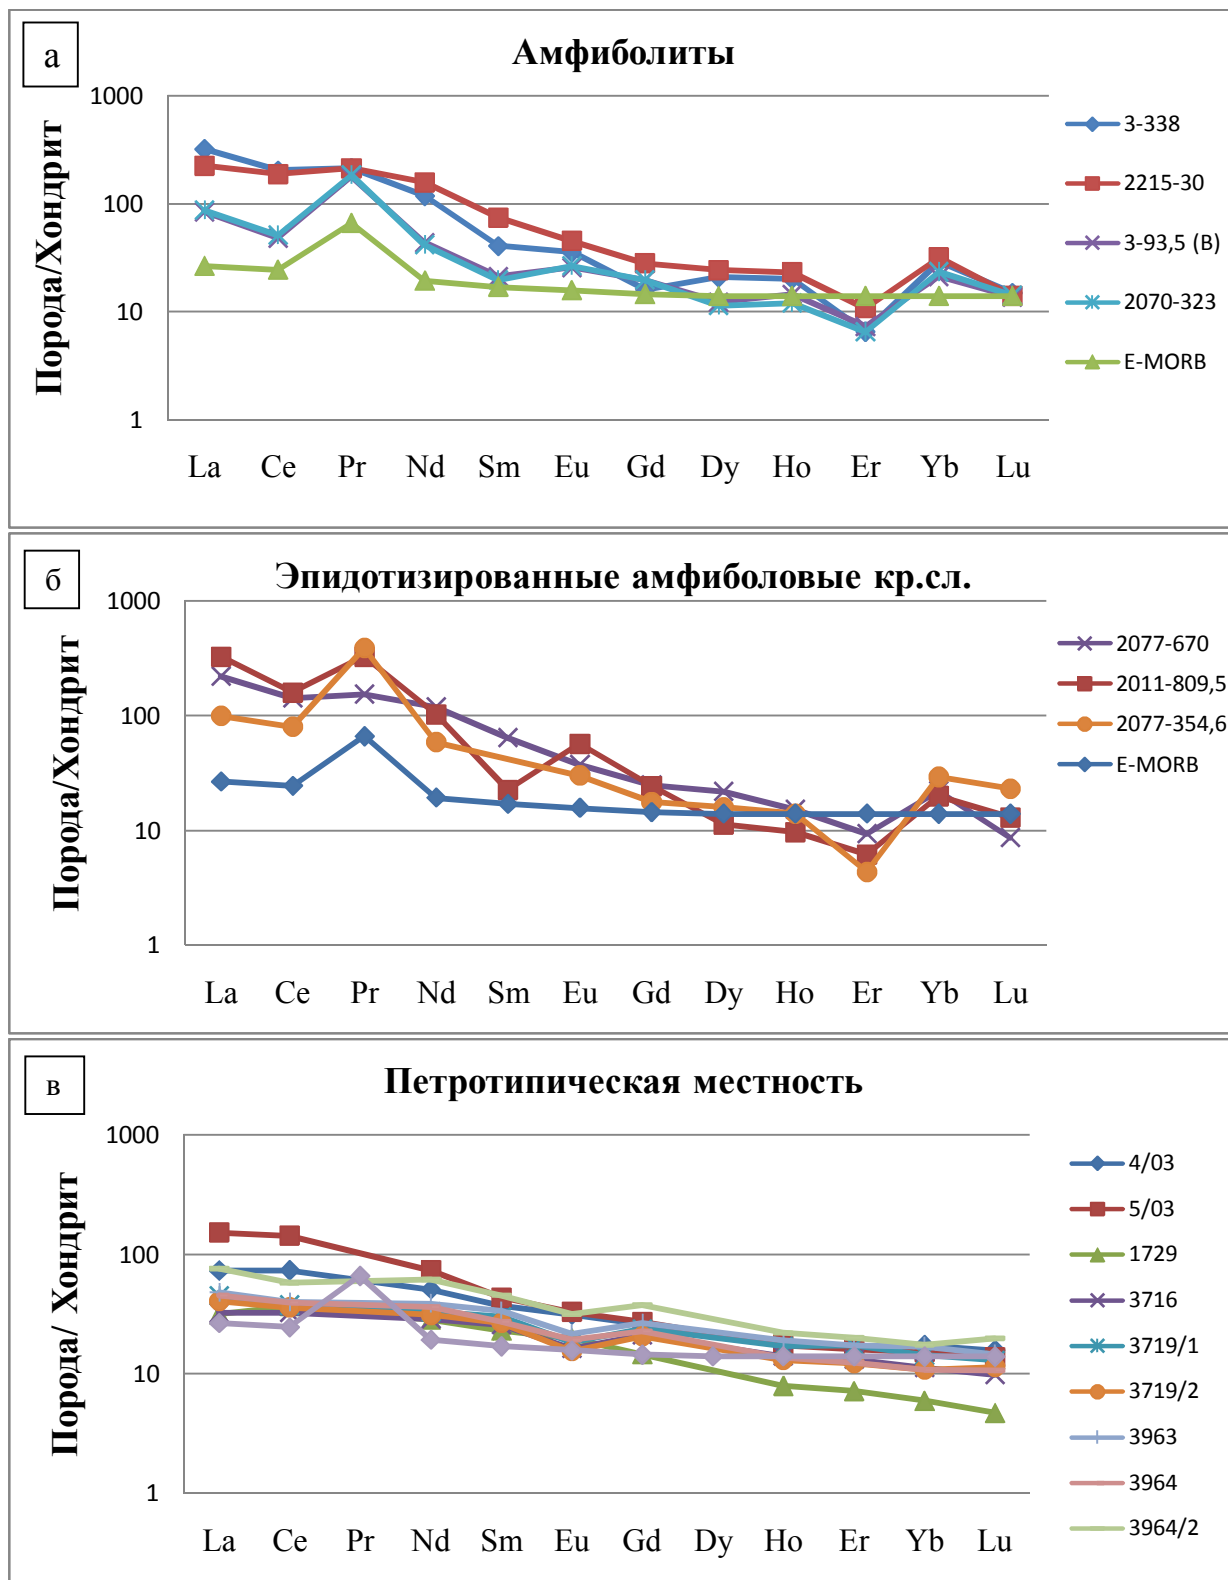 а
Амфиболиты
Порода/Хондрит
1000
100
10
1
La Ce Pr Nd Sm Eu Gd Dy Ho Er Yb Lu
3-338
2215-30
3-93,5 (В)
2070-323
E-MORB
б
Эпидотизированные амфиболовые кр.сл.
Порода/Хондрит
1000
100
10
1
La Ce Pr Nd Sm Eu Gd Dy Ho Er Yb Lu
2077-670
2011-809,5
2077-354,6
E-MORB
в
Петротипическая местность
Порода/ Хондрит
1000
100
10
1
La Ce Pr Nd Sm Eu Gd Dy Ho Er Yb Lu
4/03
5/03
1729
3716
3719/1
3719/2
3963
3964
3964/2